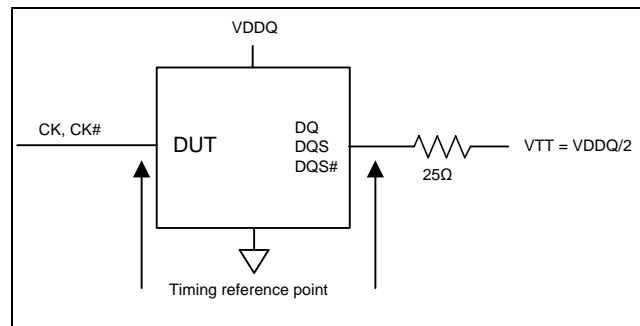 VDDQ
CK, CK#
DUT
DQ
DQS
DQS#
25Ω
VTT = VDDQ/2
Timing reference point